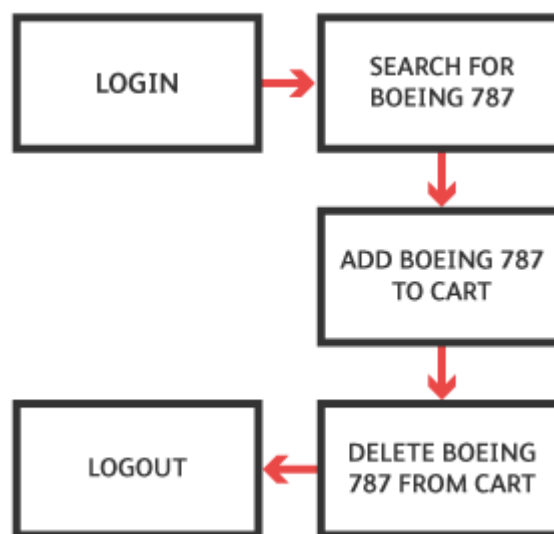 LOGIN
SEARCH FOR
BOEING 787
ADD BOEING 787
TO CART
DELETE BOEING
787 FROM CART
LOGOUT